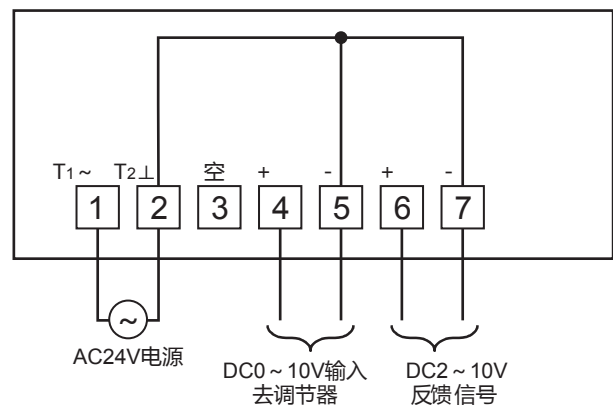 T1～ T2⊥ 空 + - + -
1 2 3 4 5 6 7
～
AC24V电源
DC0～10V输入
去调节器
DC2～10V
反馈信号